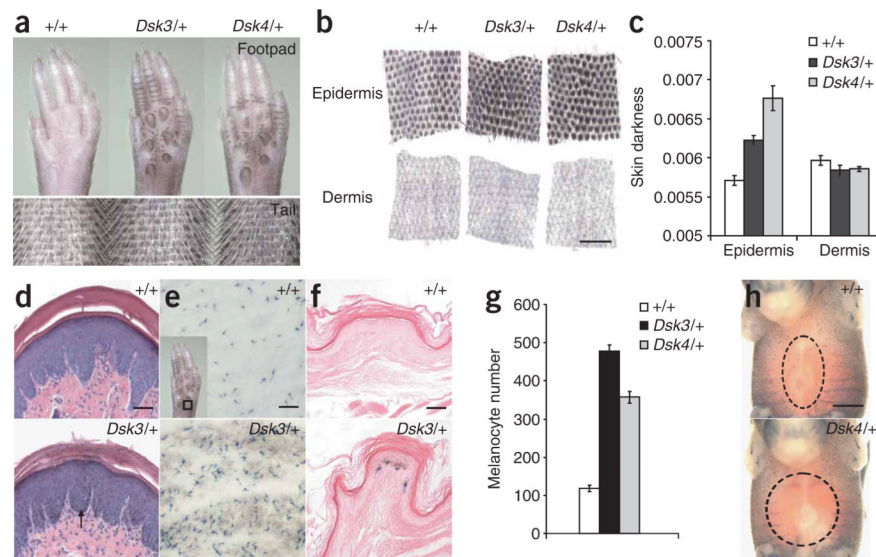 a
+/+ Dsk3/+ Dsk4/+
Footpad
Tail
b
+/+ Dsk3/+ Dsk4/+
Epidermis
Dermis
c
Skin darkness
0.0075
0.007
0.0065
0.006
0.0055
0.005
+/+
Dsk3/+
Dsk4/+
Epidermis Dermis
d
+/+
Dsk3/+
e
+/+
Dsk3/+
f
+/+
Dsk3/+
g
Melanocyte number
600
500
400
300
200
100
0
+/+
Dsk3/+
Dsk4/+
h
+/+
Dsk4/+